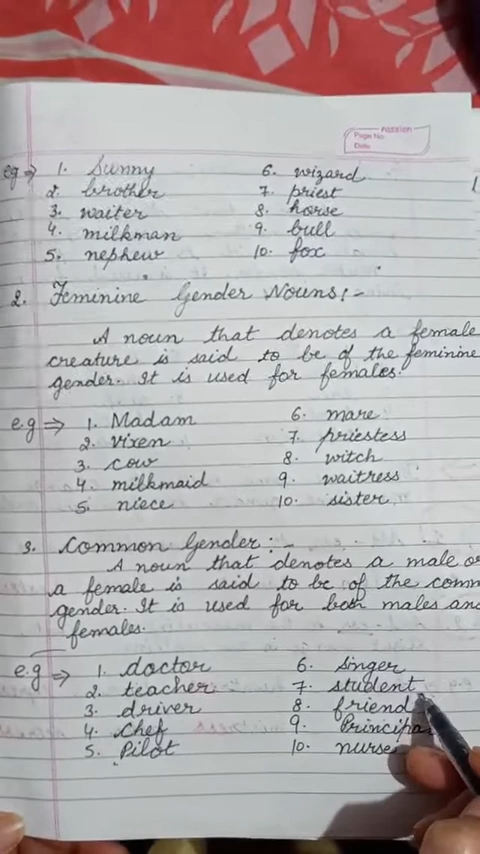 Notation
Page No.
Date
eg ⇒ 1. Sunny 6. wizard
2. brother 7. priest
3. waiter 8. horse
4. milkman 9. bull
5. nephew 10. fox
2. Feminine Gender Nouns:-
A noun that denotes a female
creature is said to be of the feminine
gender. It is used for females.
e.g ⇒ 1. Madam 6. mare
2. vixen 7. priestess
3. cow 8. witch
4. milkmaid 9. waitress
5. niece 10. sister
3. Common Gender:-
A noun that denotes a male or
a female is said to be of the comm
gender. It is used for both males and
females.
e.g ⇒ 1. doctor 6. singer
2. teacher 7. student
3. driver 8. friend
4. chef 9. Principa
5. Pilot 10. nurse